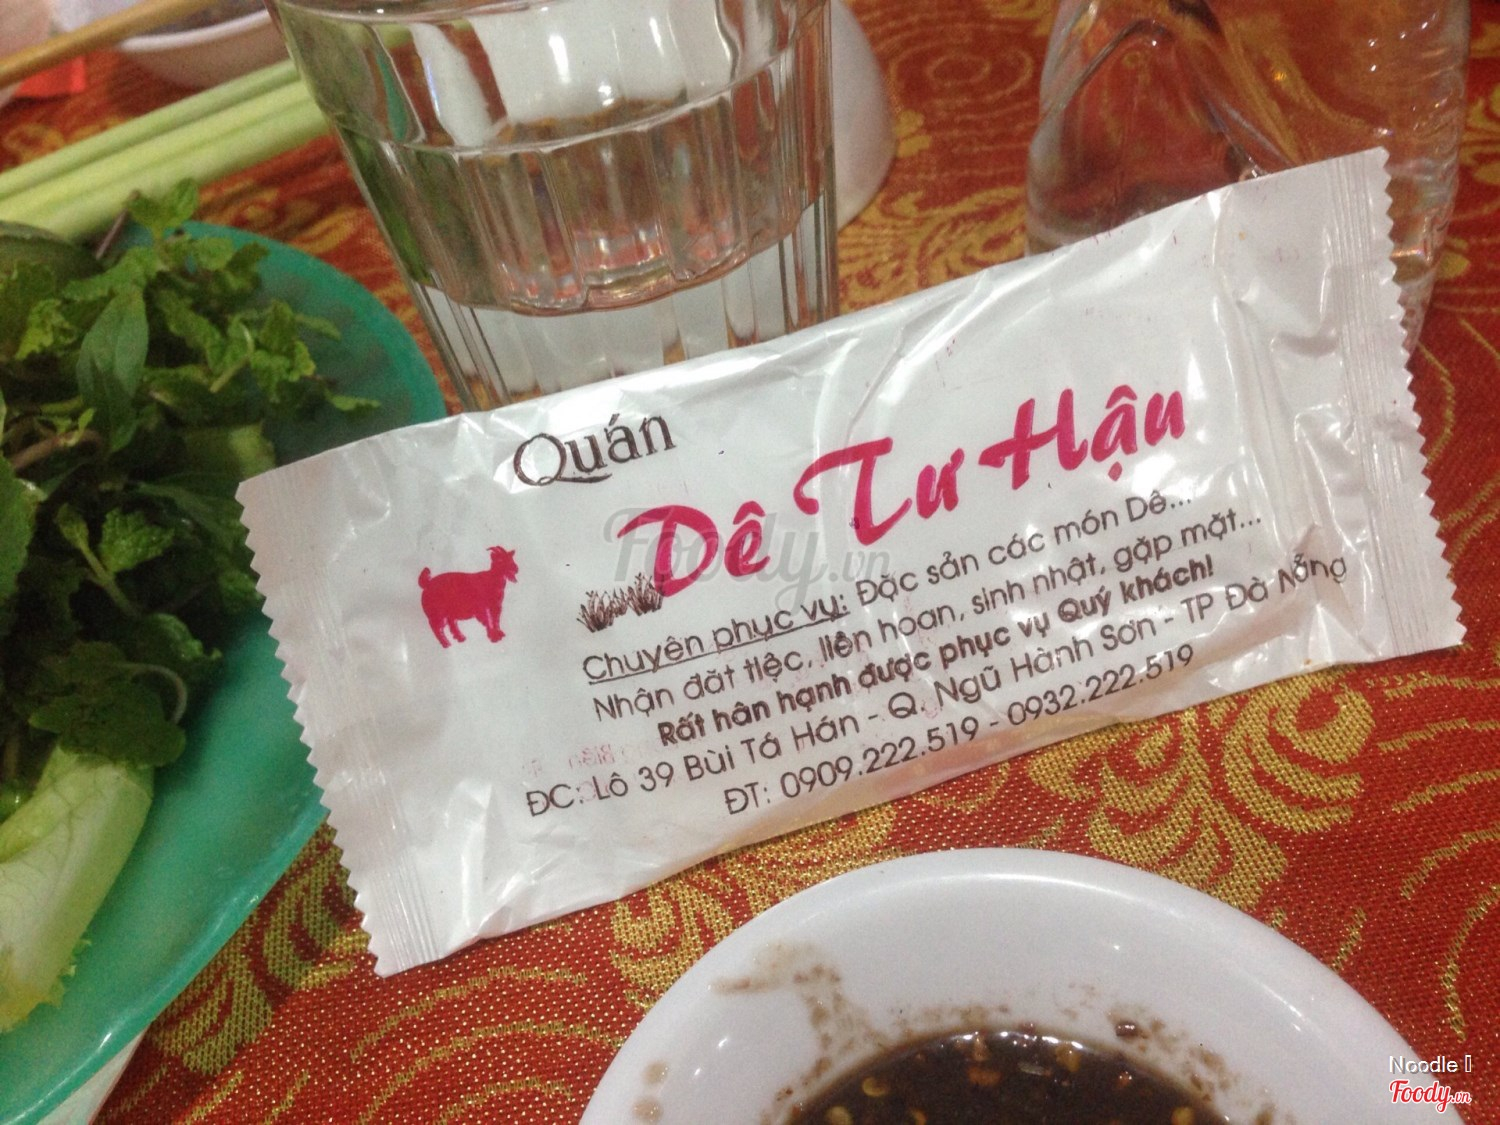 Quán
Dê Tư Hậu
Chuyên phục vụ: Đặc sản các món Dê...
Nhận đăt tiệc, liên hoan, sinh nhật, gặp mặt...
Rất hân hạnh được phục vụ Quý khách!
ĐC: Lô 39 Bùi Tá Hán - Q. Ngũ Hành Sơn - TP Đà Nẵng
ĐT: 0909.222.519 - 0932.222.519
Foody.vn
Noodle
Foody.vn